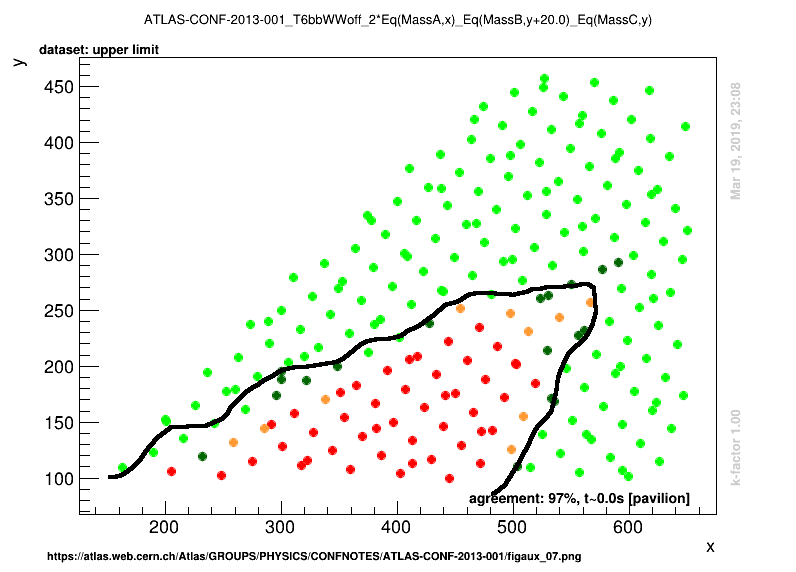 ATLAS-CONF-2013-001_T6bbWWoff_2*Eq(MassA,x)_Eq(MassB,y+20.0)_Eq(MassC,y)
dataset: upper limit
y
450
400
350
300
250
200
150
100
200
300
400
500
600
x
agreement: 97%, t~0.0s [pavilion]
Mar 19, 2019, 23:08
k-factor 1.00
https://atlas.web.cern.ch/Atlas/GROUPS/PHYSICS/CONFNOTES/ATLAS-CONF-2013-001/figaux_07.png